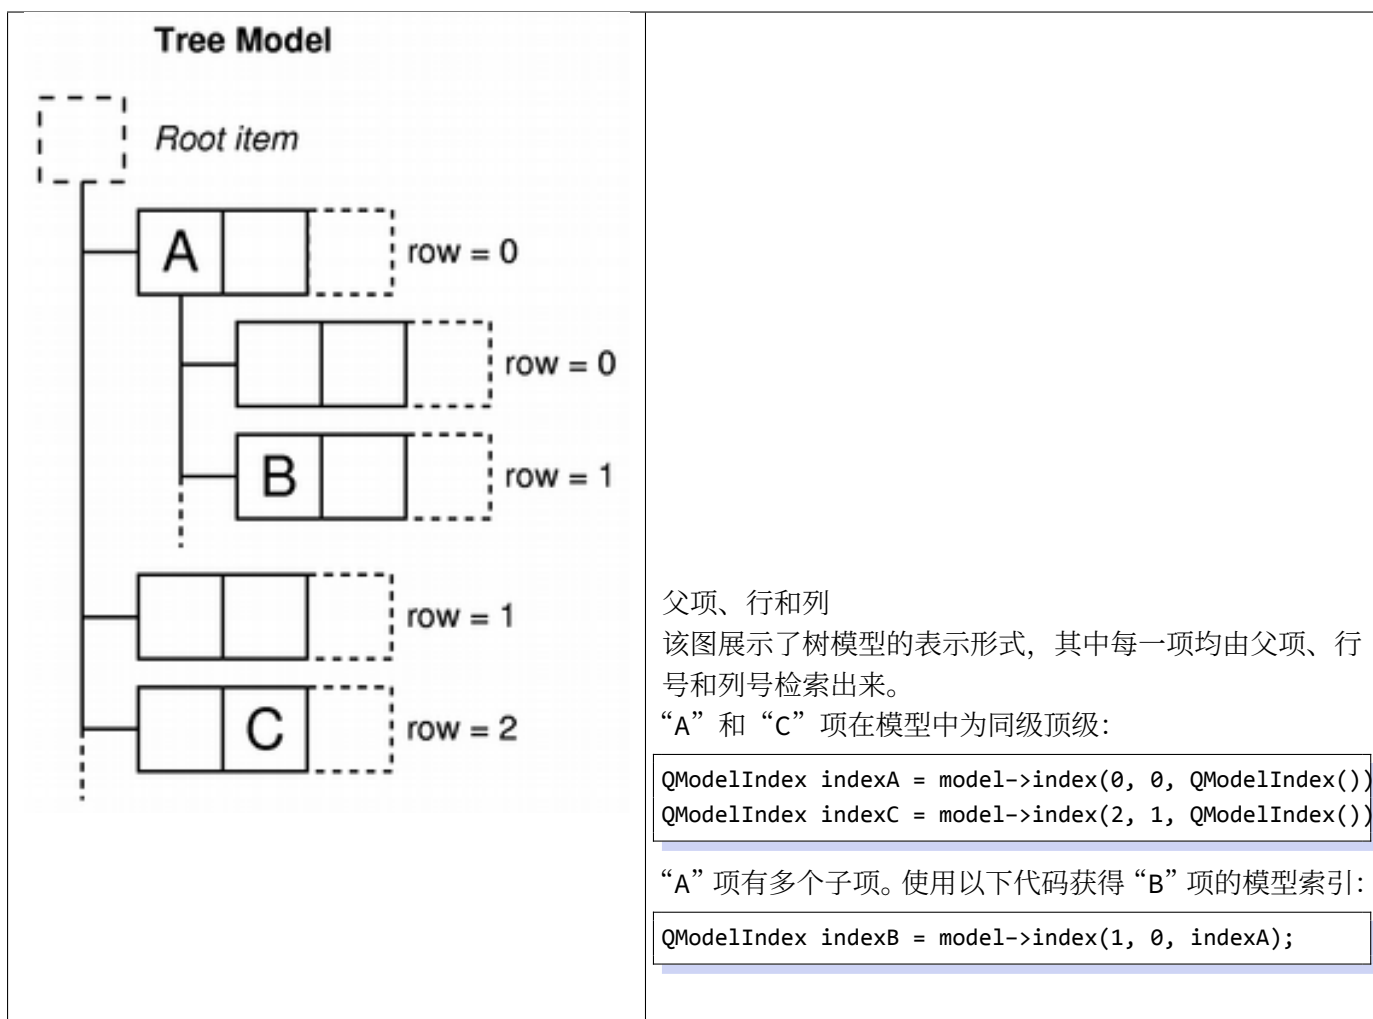 Tree Model
Root item
A
row = 0
row = 0
B
row = 1
row = 1
C
row = 2
父项、行和列
该图展示了树模型的表示形式，其中每一项均由父项、行
号和列号检索出来。
“A”和“C”项在模型中为同级顶级：
QModelIndex indexA = model->index(0, 0, QModelIndex())
QModelIndex indexC = model->index(2, 1, QModelIndex())
“A”项有多个子项。使用以下代码获得“B”项的模型索引：
QModelIndex indexB = model->index(1, 0, indexA);